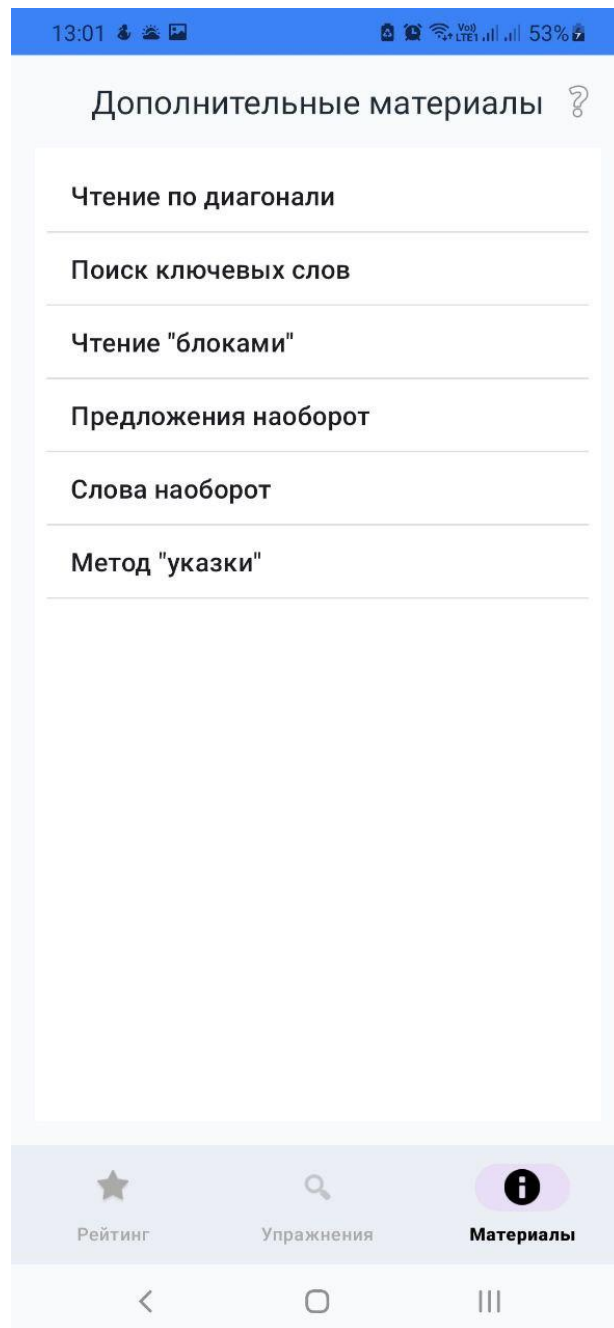 13:01 53%
Дополнительные материалы
Чтение по диагонали
Поиск ключевых слов
Чтение "блоками"
Предложения наоборот
Слова наоборот
Метод "указки"
Рейтинг Упражнения Материалы